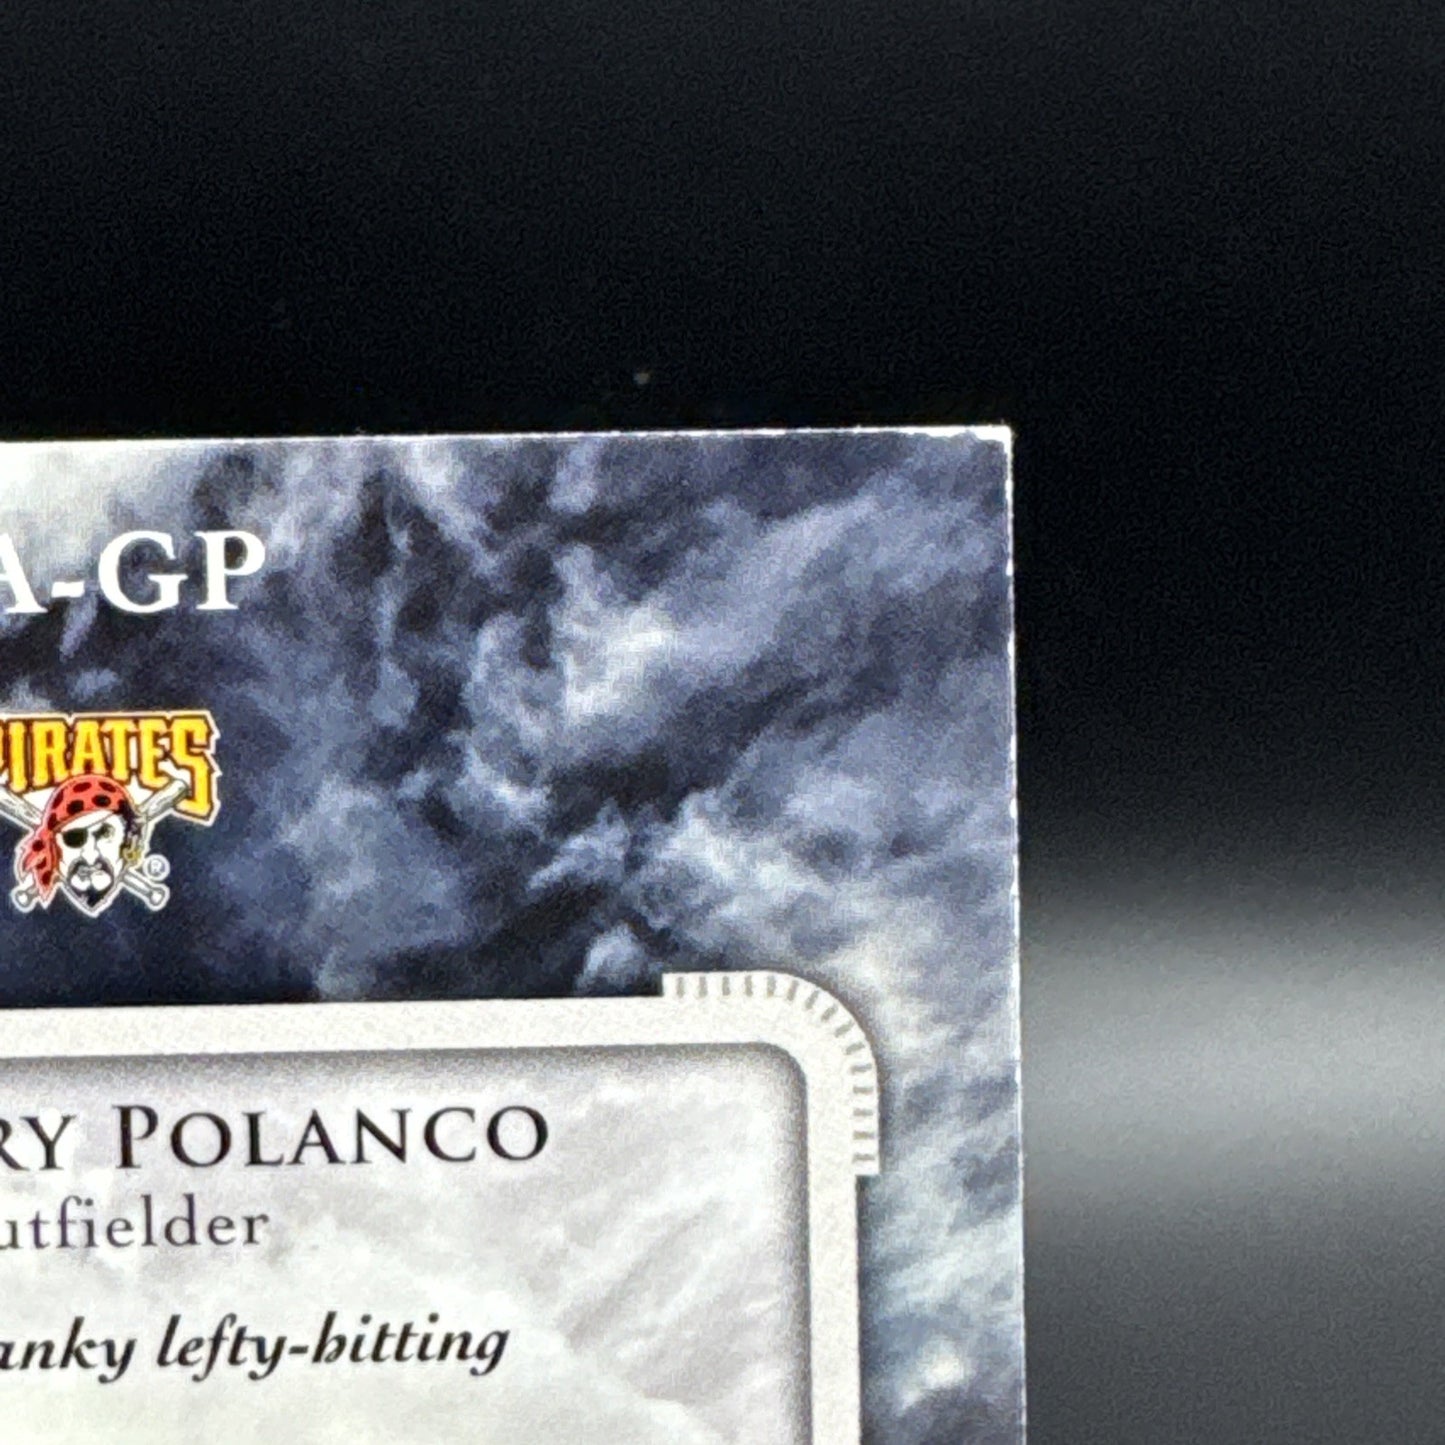 A-GP
PIRATES
®
RY POLANCO
utfielder
anky lefty-hitting